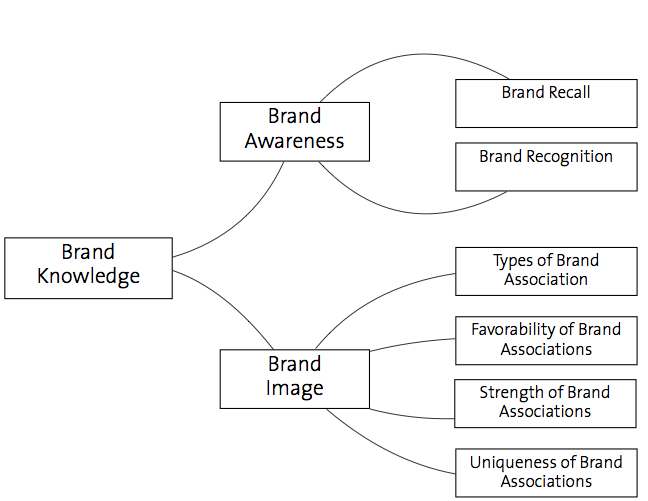 Brand
Awareness
Brand Recall
Brand Recognition
Brand
Knowledge
Types of Brand
Association
Favorability of Brand
Associations
Brand
Image
Strength of Brand
Associations
Uniqueness of Brand
Associations